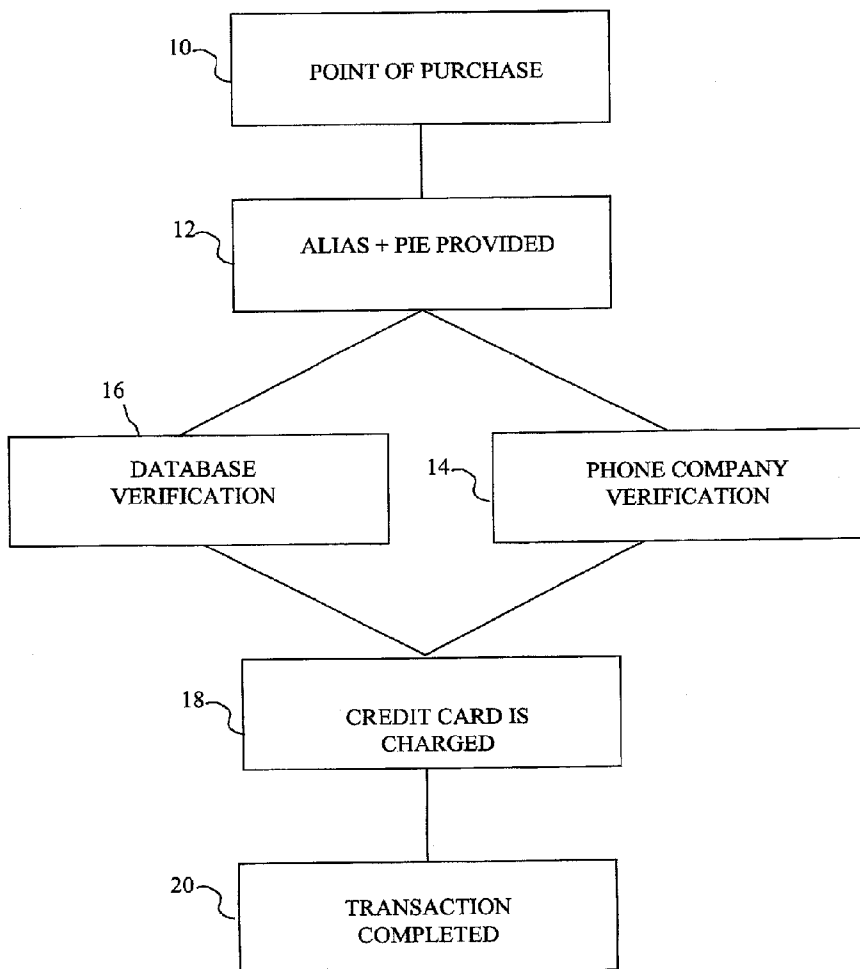 10
POINT OF PURCHASE
12
ALIAS + PIE PROVIDED
16
DATABASE
VERIFICATION
14
PHONE COMPANY
VERIFICATION
18
CREDIT CARD IS
CHARGED
20
TRANSACTION
COMPLETED